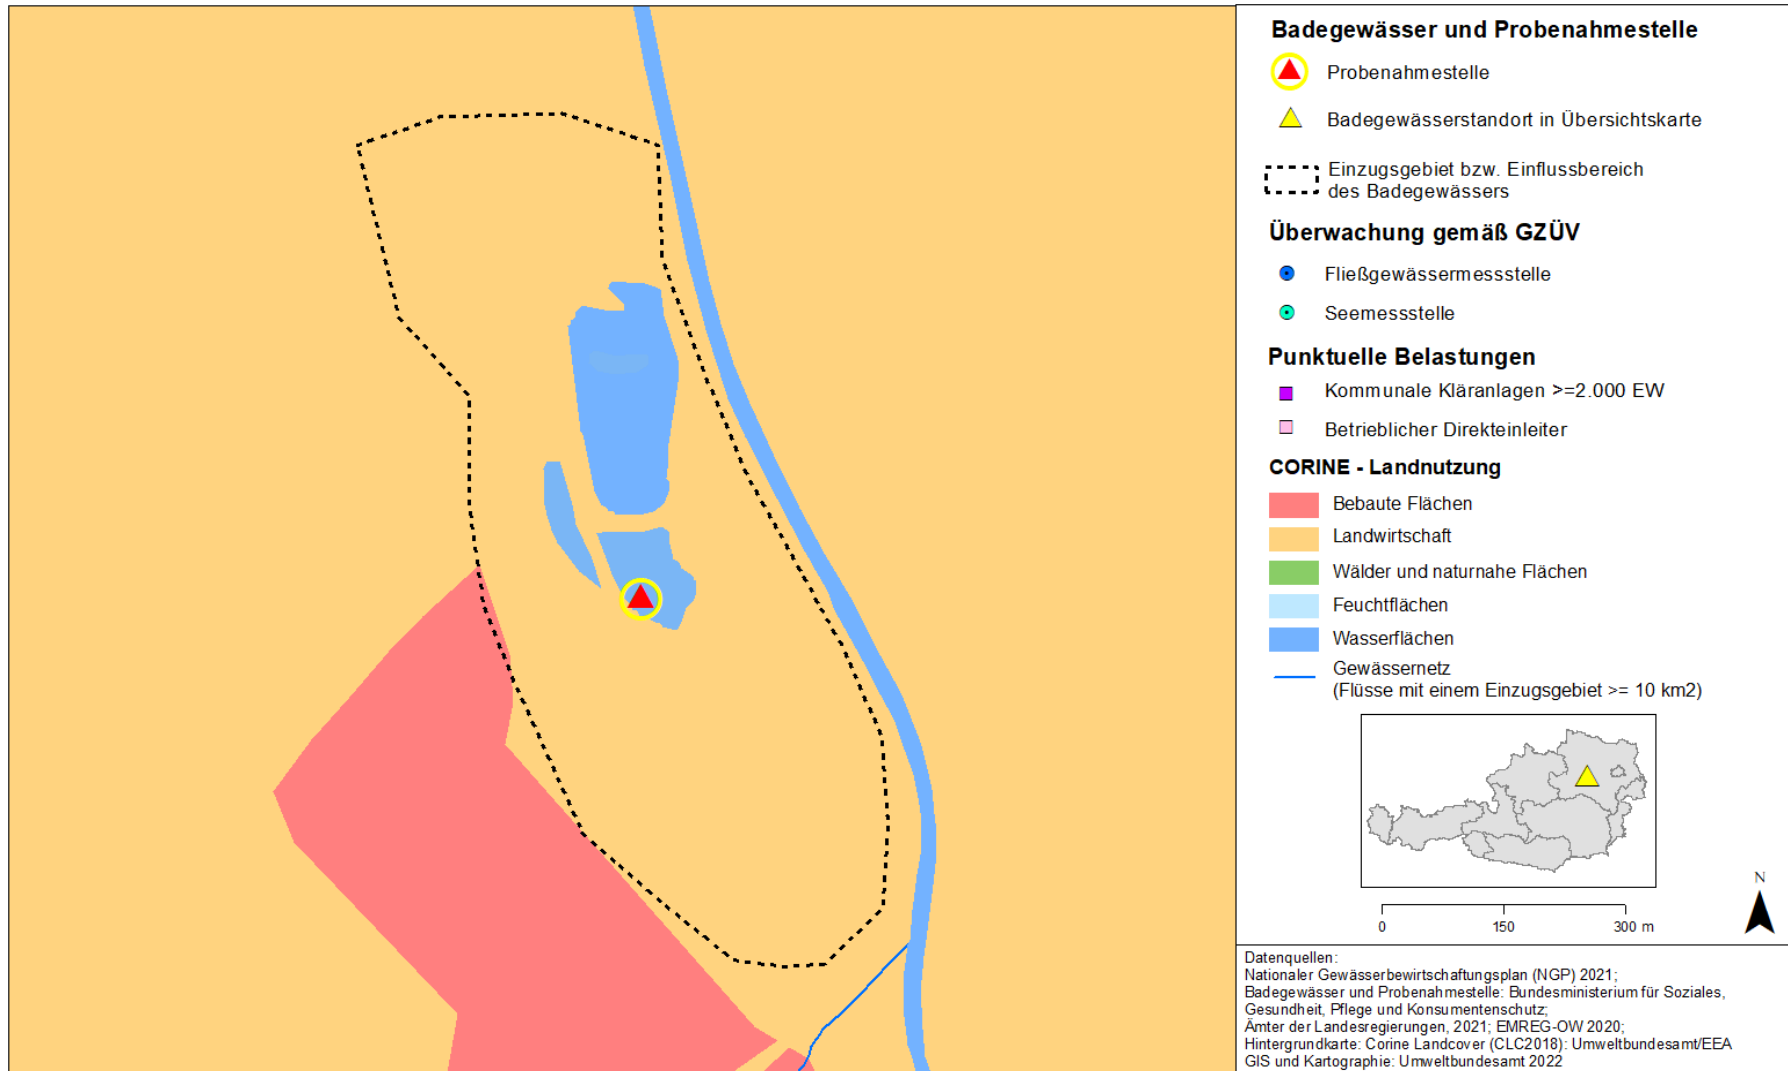 Badegewässer und Probenahmestelle
Probenahmestelle
Badegewässerstandort in Übersichtskarte
Einzugsgebiet bzw. Einflussbereich
des Badegewässers
Überwachung gemäß GZÜV
Fließgewässermessstelle
Seemessstelle
Punktuelle Belastungen
Kommunale Kläranlagen >=2.000 EW
Betrieblicher Direkteinleiter
CORINE - Landnutzung
Bebaute Flächen
Landwirtschaft
Wälder und naturnahe Flächen
Feuchtflächen
Wasserflächen
Gewässernetz
(Flüsse mit einem Einzugsgebiet >= 10 km2)
N
0 150 300 m
Datenquellen:
Nationaler Gewässerbewirtschaftungsplan (NGP) 2021;
Badegewässer und Probenahmestelle: Bundesministerium für Soziales,
Gesundheit, Pflege und Konsumentenschutz;
Ämter der Landesregierungen, 2021; EMREG-OW 2020;
Hintergrundkarte: Corine Landcover (CLC2018): Umweltbundesamt/EEA
GIS und Kartographie: Umweltbundesamt 2022